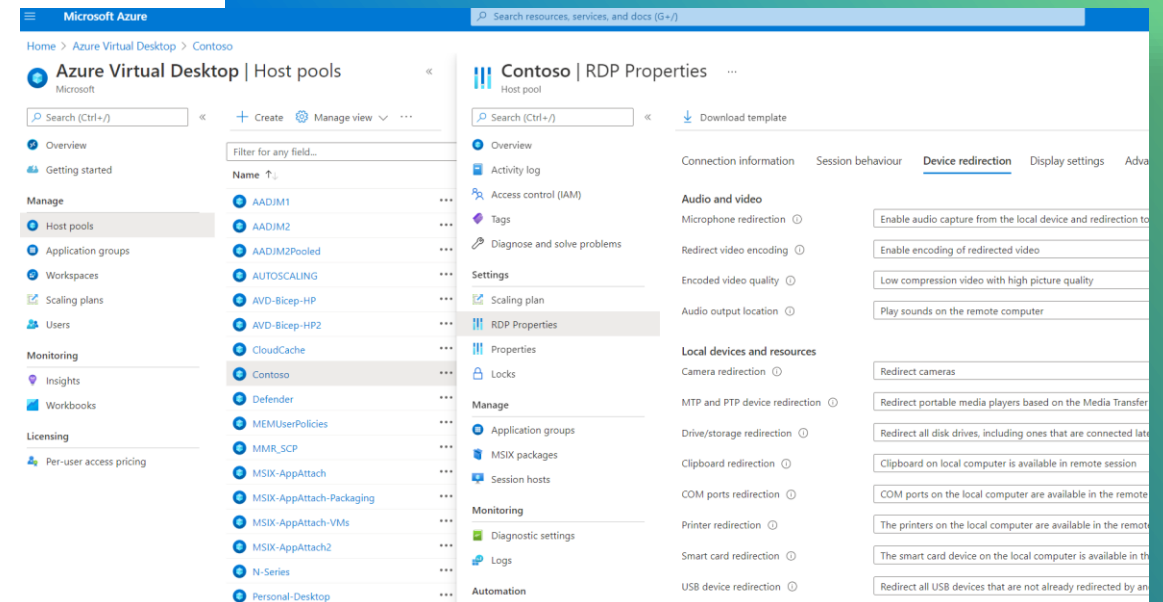 Microsoft Azure
Search resources, services, and docs (G+/)
Home > Azure Virtual Desktop > Contoso
Azure Virtual Desktop | Host pools
Microsoft
Search (Ctrl+/)
Overview
Getting started
Manage
Host pools
Application groups
Workspaces
Scaling plans
Users
Monitoring
Insights
Workbooks
Licensing
Per-user access pricing
Create
Manage view
Filter for any field...
Name ↑↓
AADJM1
AADJM2
AADJM2Pooled
AUTOSCALING
AVD-Bicep-HP
AVD-Bicep-HP2
CloudCache
Contoso
Defender
MEMUserPolicies
MMR_SCP
MSIX-AppAttach
MSIX-AppAttach-Packaging
MSIX-AppAttach-VMs
MSIX-AppAttach2
N-Series
Personal-Desktop
Contoso | RDP Properties ...
Host pool
Search (Ctrl+/)
Overview
Activity log
Access control (IAM)
Tags
Diagnose and solve problems
Settings
Scaling plan
RDP Properties
Properties
Locks
Manage
Application groups
MSIX packages
Session hosts
Monitoring
Diagnostic settings
Logs
Automation
Download template
Connection information Session behaviour Device redirection Display settings Adva
Audio and video
Microphone redirection Enable audio capture from the local device and redirection to
Redirect video encoding Enable encoding of redirected video
Encoded video quality Low compression video with high picture quality
Audio output location Play sounds on the remote computer
Local devices and resources
Camera redirection Redirect cameras
MTP and PTP device redirection Redirect portable media players based on the Media Transfer
Drive/storage redirection Redirect all disk drives, including ones that are connected late
Clipboard redirection Clipboard on local computer is available in remote session
COM ports redirection COM ports on the local computer are available in the remote
Printer redirection The printers on the local computer are available in the remot
Smart card redirection The smart card device on the local computer is available in th
USB device redirection Redirect all USB devices that are not already redirected by an